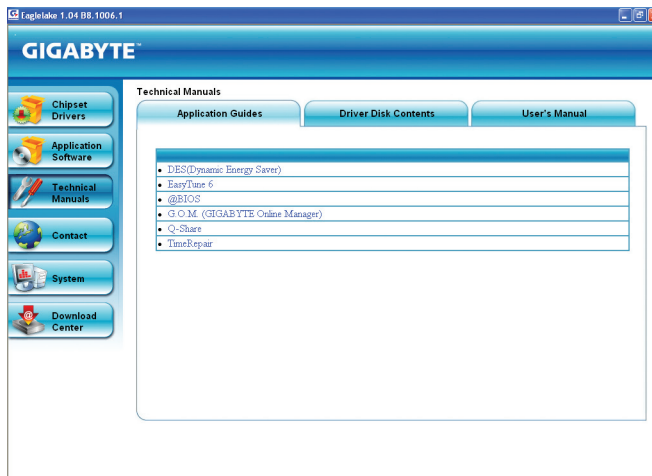 Eaglelake 1.04 B8.1006.1
GIGABYTE™
Technical Manuals
Application Guides
Driver Disk Contents
User's Manual
Chipset
Drivers
Application
Software
Technical
Manuals
Contact
System
Download
Center
DES(Dynamic Energy Saver)
EasyTune 6
@BIOS
G.O.M. (GIGABYTE Online Manager)
Q-Share
TimeRepair